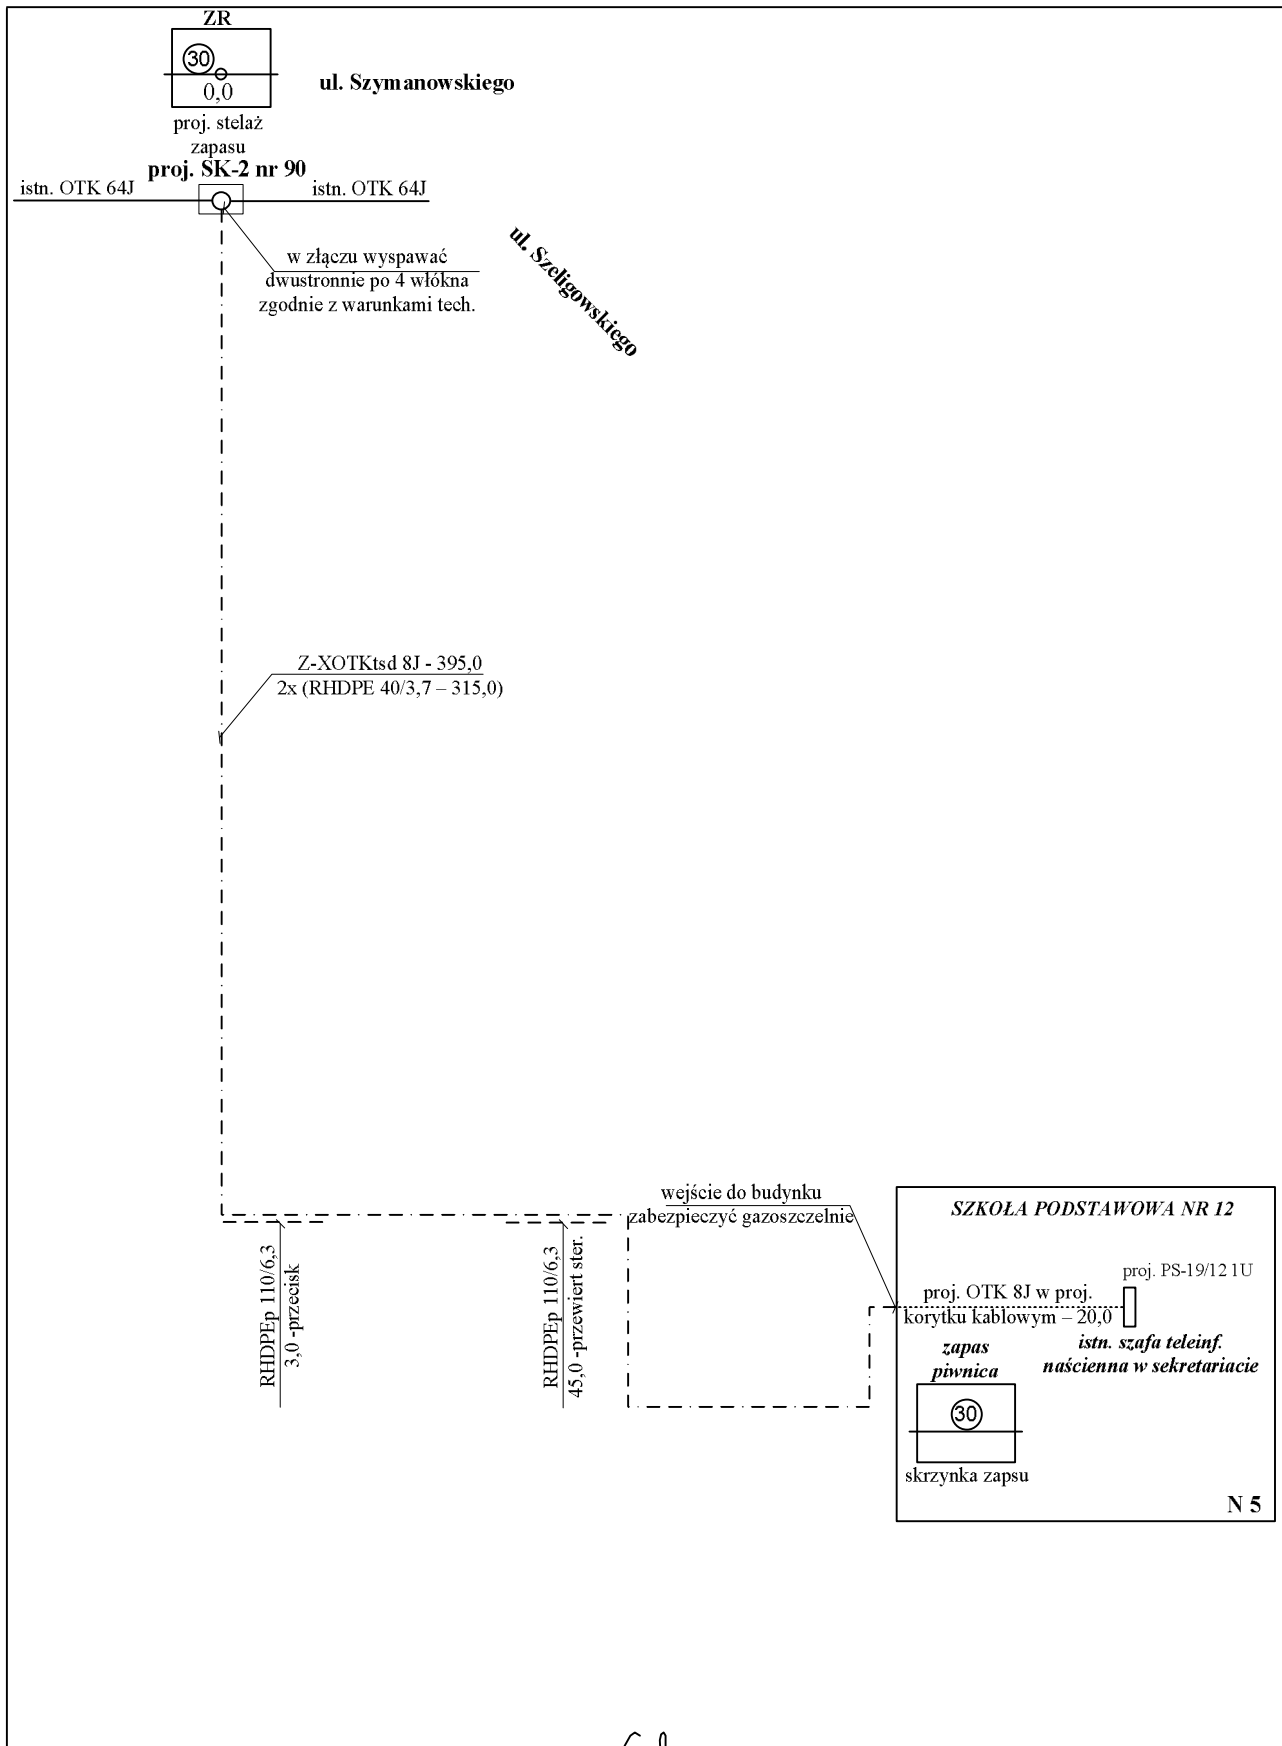 ZR
30
0,0
ul. Szymanowskiego
proj. stelaż
zapasu
proj. SK-2 nr 90
istn. OTK 64J
istn. OTK 64J
ul. Szeligowskiego
w złączu wyspawać
dwustronnie po 4 włókna
zgodnie z warunkami tech.
Z-XOTKtsd 8J - 395,0
2x (RHDPE 40/3,7 – 315,0)
wejście do budynku
zabezpieczyć gazoszczelnie
SZKOŁA PODSTAWOWA NR 12
RHDPEp 110/6,3
3,0 -przecisk
RHDPEp 110/6,3
45,0 -przewiert ster.
proj. PS-19/12 1U
proj. OTK 8J w proj.
korytku kablowym – 20,0
istn. szafa teleinf.
naścienna w sekretariacie
zapas
piwnica
30
skrzynka zapsu
N 5